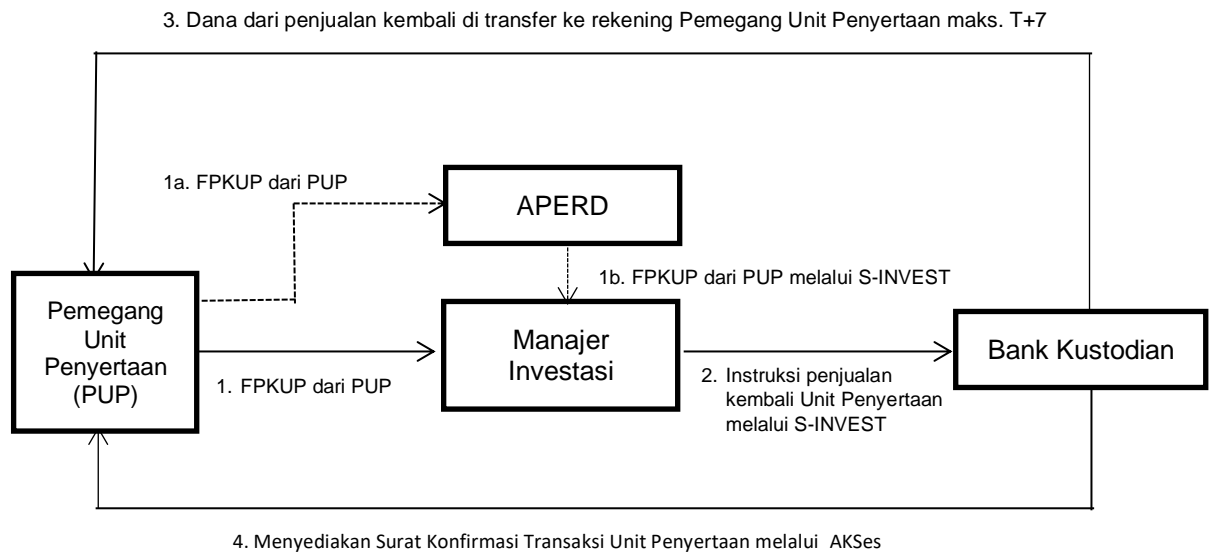 3. Dana dari penjualan kembali di transfer ke rekening Pemegang Unit Penyertaan maks. T+7
1a. FPKUP dari PUP
APERD
1b. FPKUP dari PUP melalui S-INVEST
Pemegang
Unit
Penyertaan
(PUP)
Manajer
Investasi
Bank Kustodian
1. FPKUP dari PUP
2. Instruksi penjualan
kembali Unit Penyertaan
melalui S-INVEST
4. Menyediakan Surat Konfirmasi Transaksi Unit Penyertaan melalui AKSes